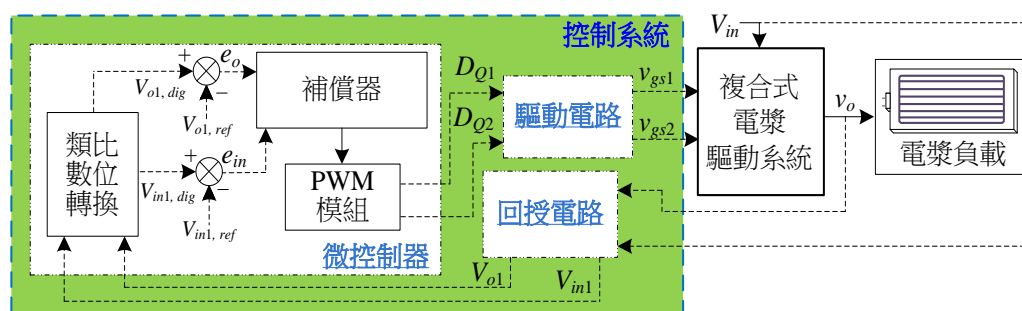 控制系統
V_in
+
e_o
V_o1, dig
−
V_o1, ref
補償器
D_Q1
D_Q2
驅動電路
v_gs1
v_gs2
複合式
電漿
驅動系統
v_o
電漿負載
類比
數位
轉換
+
e_in
V_in1, dig
−
V_in1, ref
PWM
模組
微控制器
回授電路
V_o1
V_in1